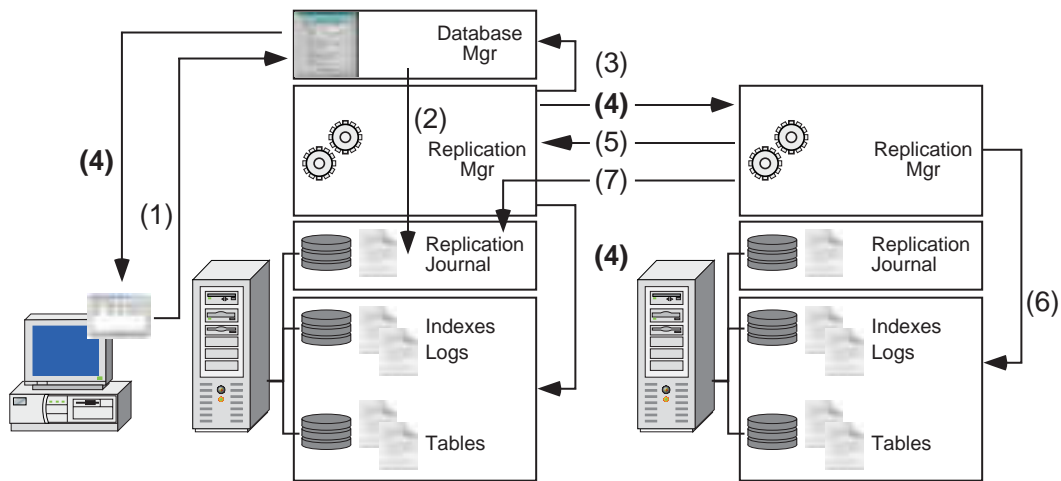 Database
Mgr
(3)
(4)
(2)
(5)
Replication
Mgr
Replication
Mgr
(4)
(7)
(1)
Replication
Journal
(4)
Replication
Journal
(6)
Indexes
Logs
Indexes
Logs
Tables
Tables